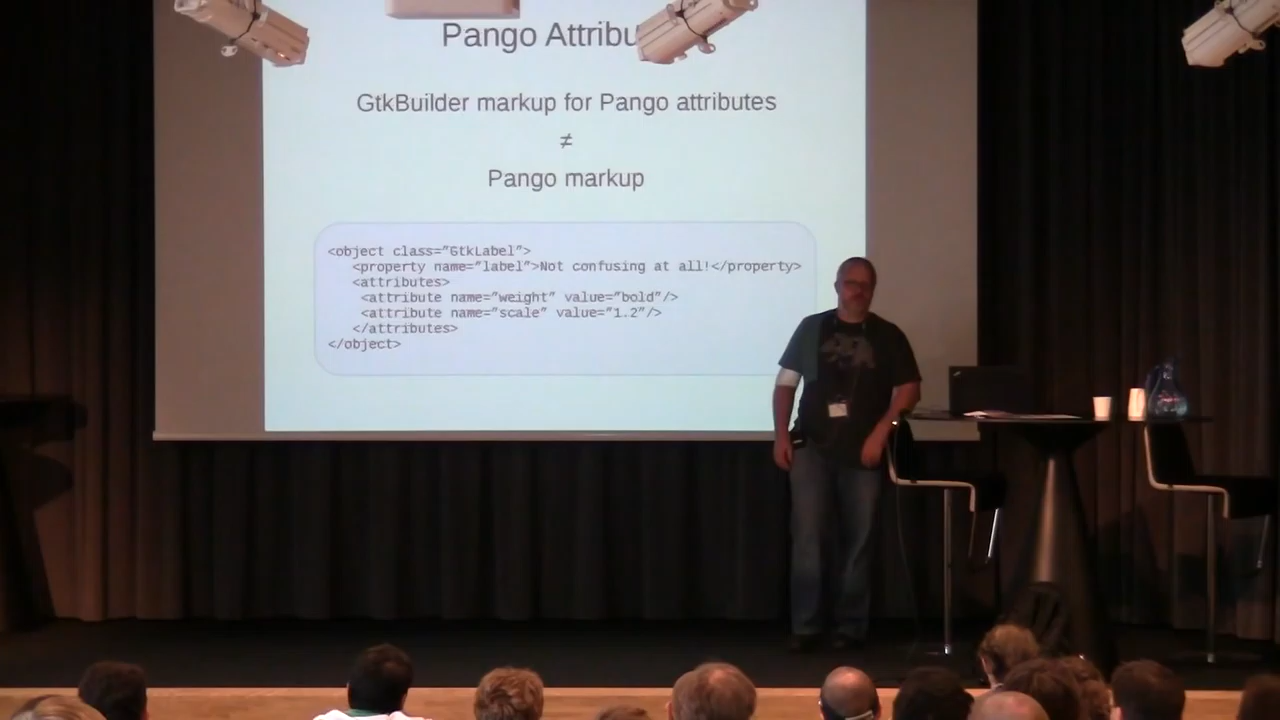 Pango Attribu
GtkBuilder markup for Pango attributes
≠
Pango markup
<object class="GtkLabel">
<property name="label">Not confusing at all!</property>
<attributes>
<attribute name="weight" value="bold"/>
<attribute name="scale" value="1.2"/>
</attributes>
</object>